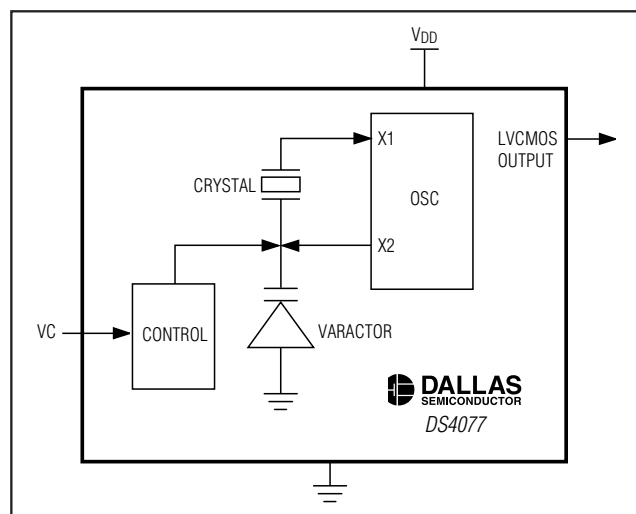 VDD
X1
LVCMOS
OUTPUT
CRYSTAL
OSC
X2
VC
CONTROL
VARACTOR
DALLAS
SEMICONDUCTOR
DS4077